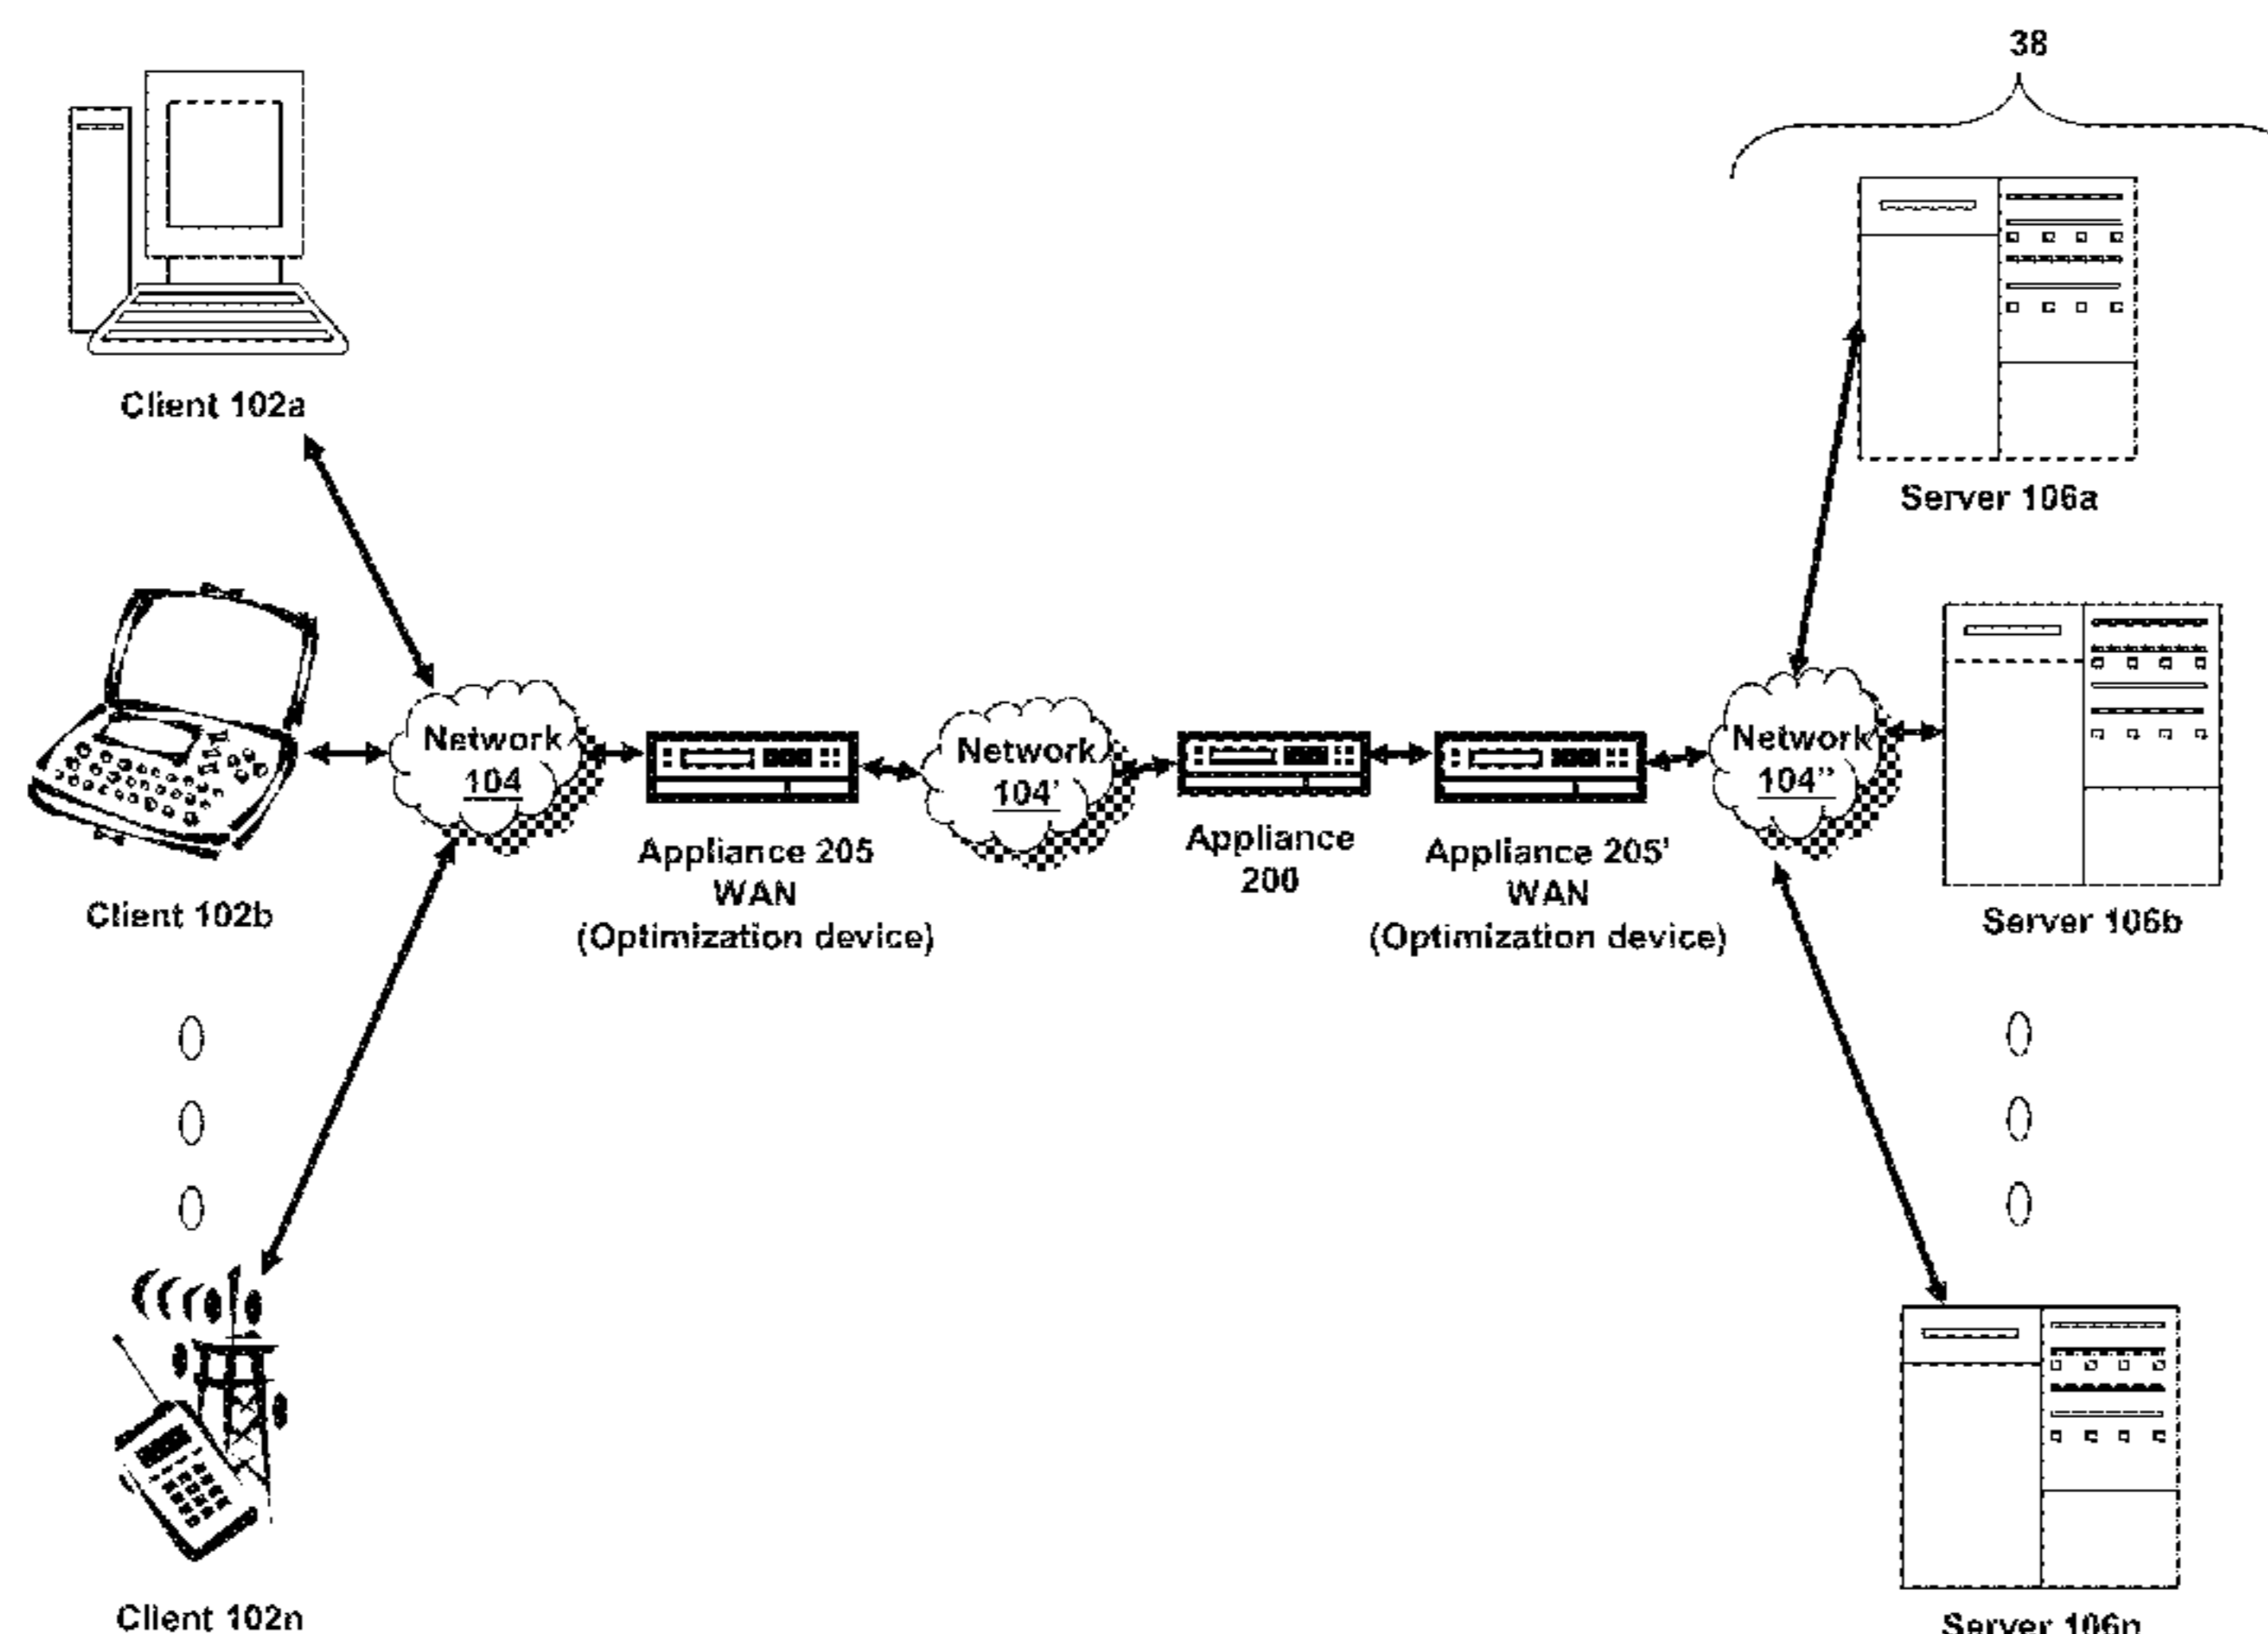 38
Client 102a
Server 106a
Network
104
Network
104'
Network
104''
Appliance 205
WAN
(Optimization device)
Appliance
200
Appliance 205'
WAN
(Optimization device)
Client 102b
Server 106b
Client 102n
Server 106n